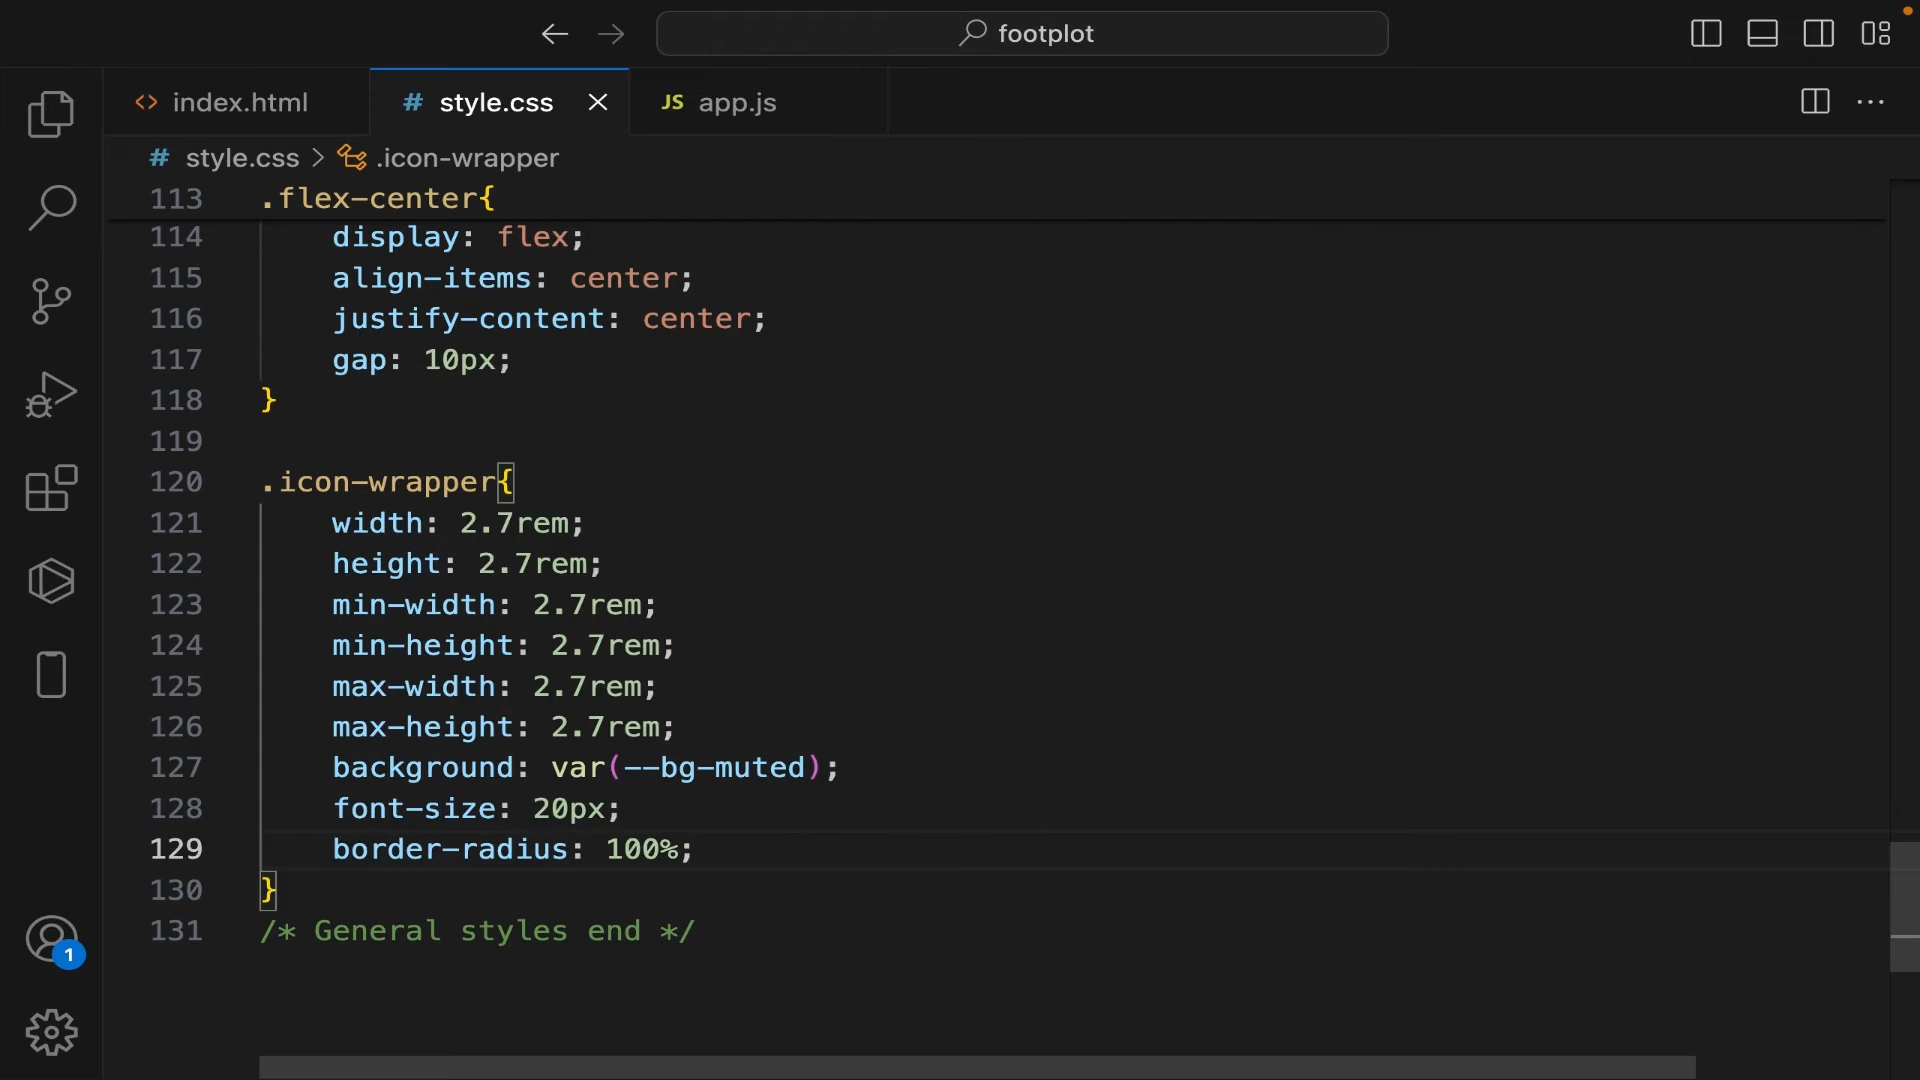 footplot
<> index.html
# style.css
JS app.js
# style.css > .icon-wrapper
113 .flex-center{
114 display: flex;
115 align-items: center;
116 justify-content: center;
117 gap: 10px;
118 }
119
120 .icon-wrapper{
121 width: 2.7rem;
122 height: 2.7rem;
123 min-width: 2.7rem;
124 min-height: 2.7rem;
125 max-width: 2.7rem;
126 max-height: 2.7rem;
127 background: var(--bg-muted);
128 font-size: 20px;
129 border-radius: 100%;
130 }
131 /* General styles end */
1